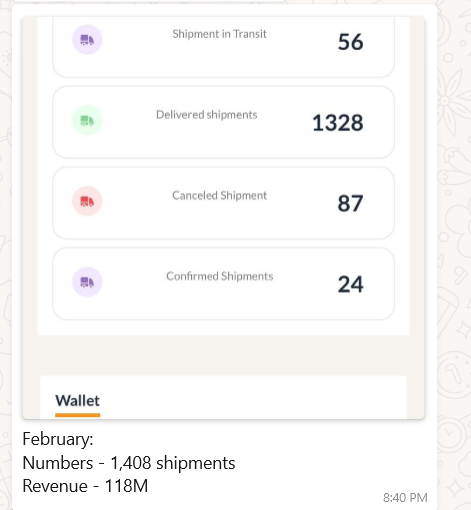 Shipment in Transit 56
Delivered shipments 1328
Canceled Shipment 87
Confirmed Shipments 24
Wallet
February:
Numbers - 1,408 shipments
Revenue - 118M
8:40 PM